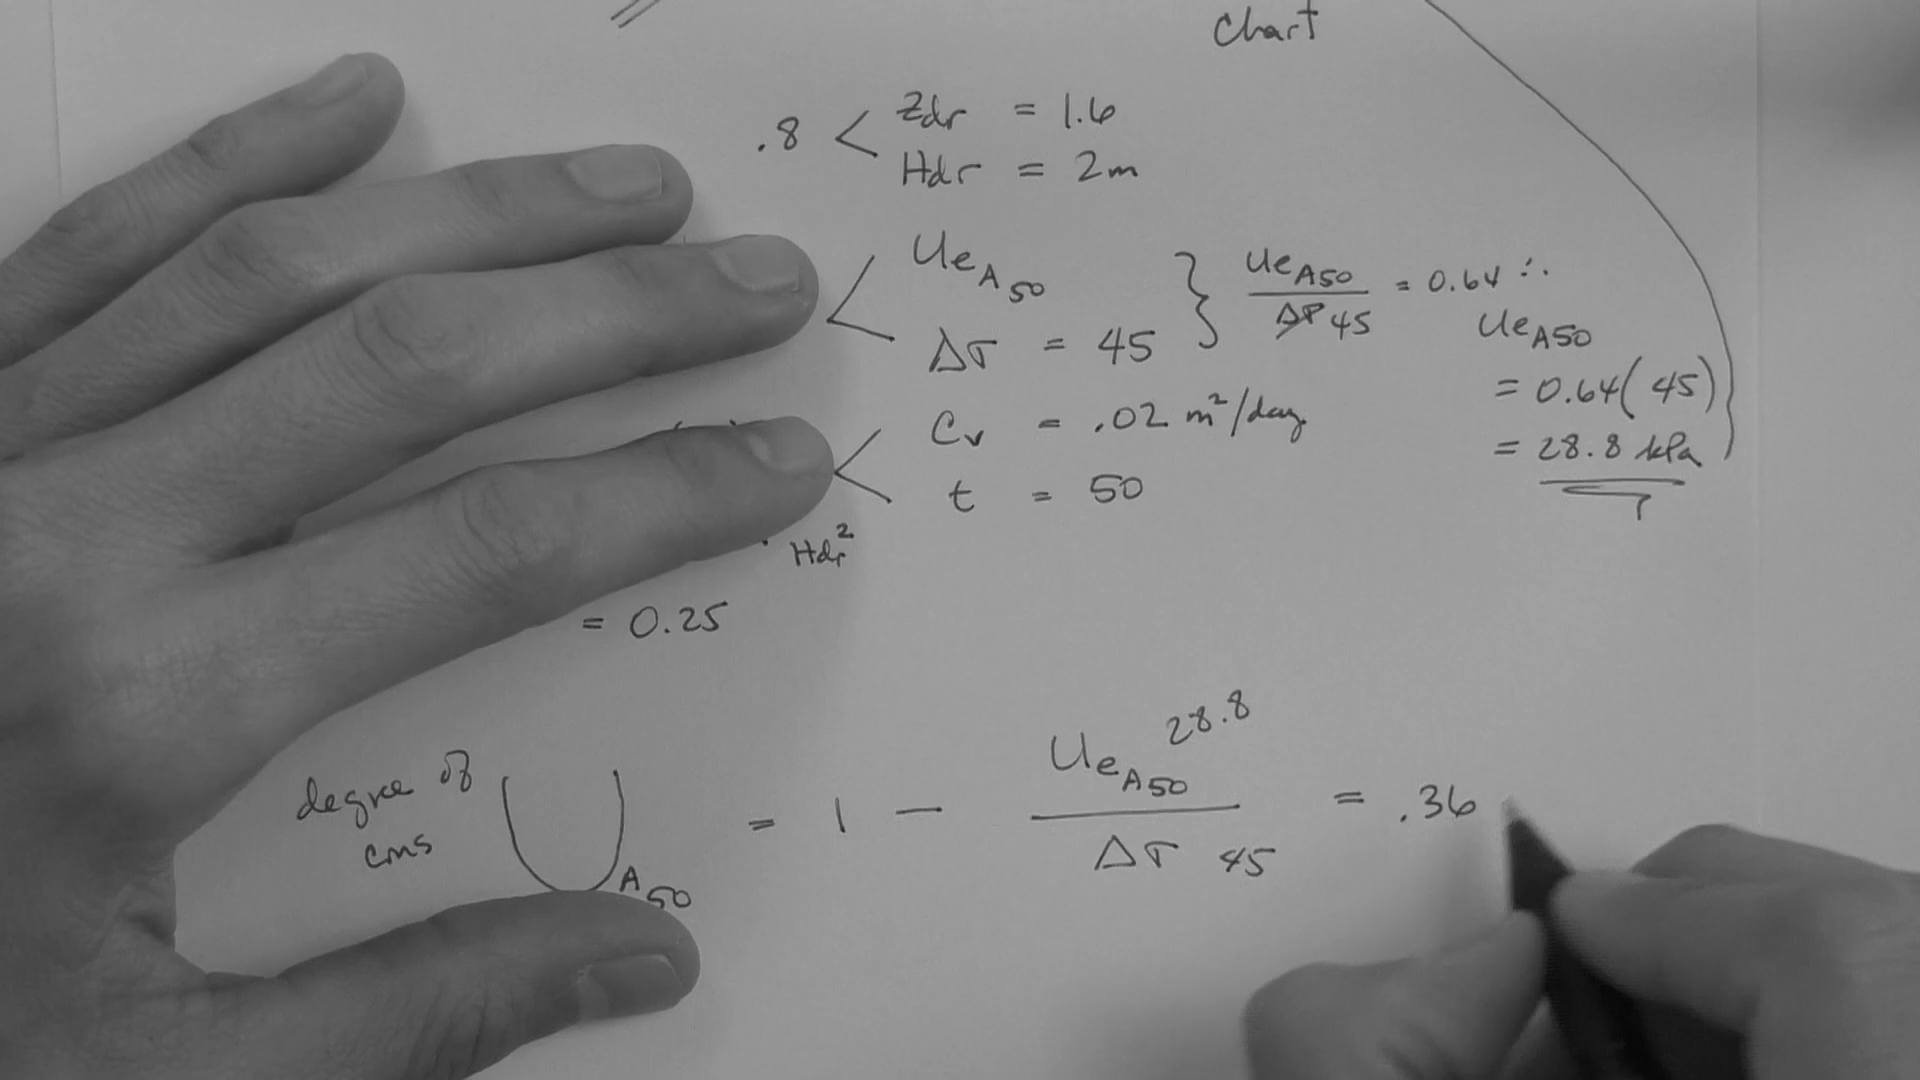 Chart
.8 < Zdr = 1.6
Hdr = 2m
UeA50
Δσ = 45
} UeA50 / ΔP 45 = 0.64 ∴
UeA50
= 0.64(45)
= 28.8 kPa
Cv = .02 m²/day
t = 50
Hdr²
= 0.25
degree of
cons
UA50 = 1 - UeA50 28.8 / Δσ 45 = .36